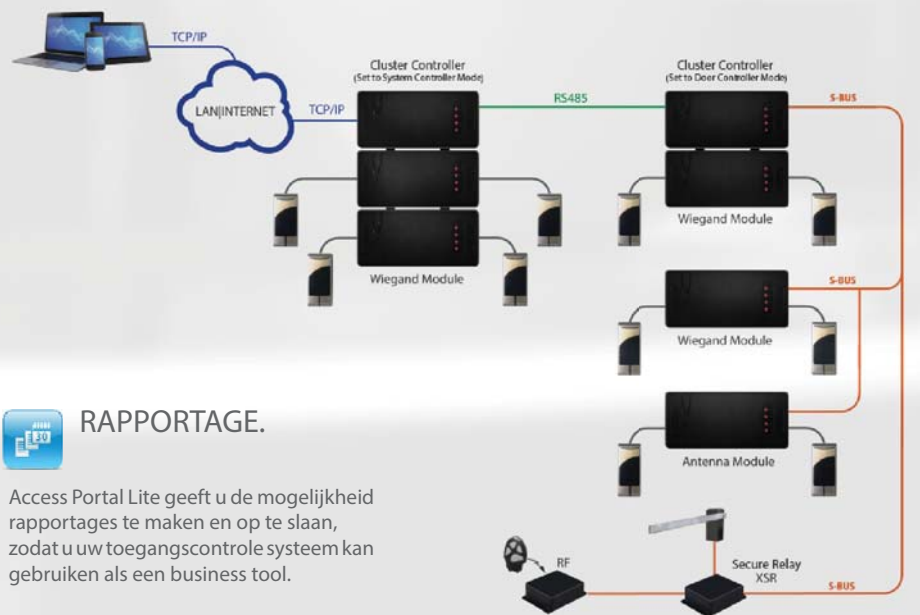 TCP/IP
LAN|INTERNET
TCP/IP
Cluster Controller
(Set to System Controller Mode)
RS485
Cluster Controller
(Set to Door Controller Mode)
S-BUS
Wiegand Module
Wiegand Module
S-BUS
Wiegand Module
Antenna Module
RF
Secure Relay
XSR
S-BUS
30
RAPPORTAGE.
Access Portal Lite geeft u de mogelijkheid
rapportages te maken en op te slaan,
zodat u uw toegangscontrole systeem kan
gebruiken als een business tool.